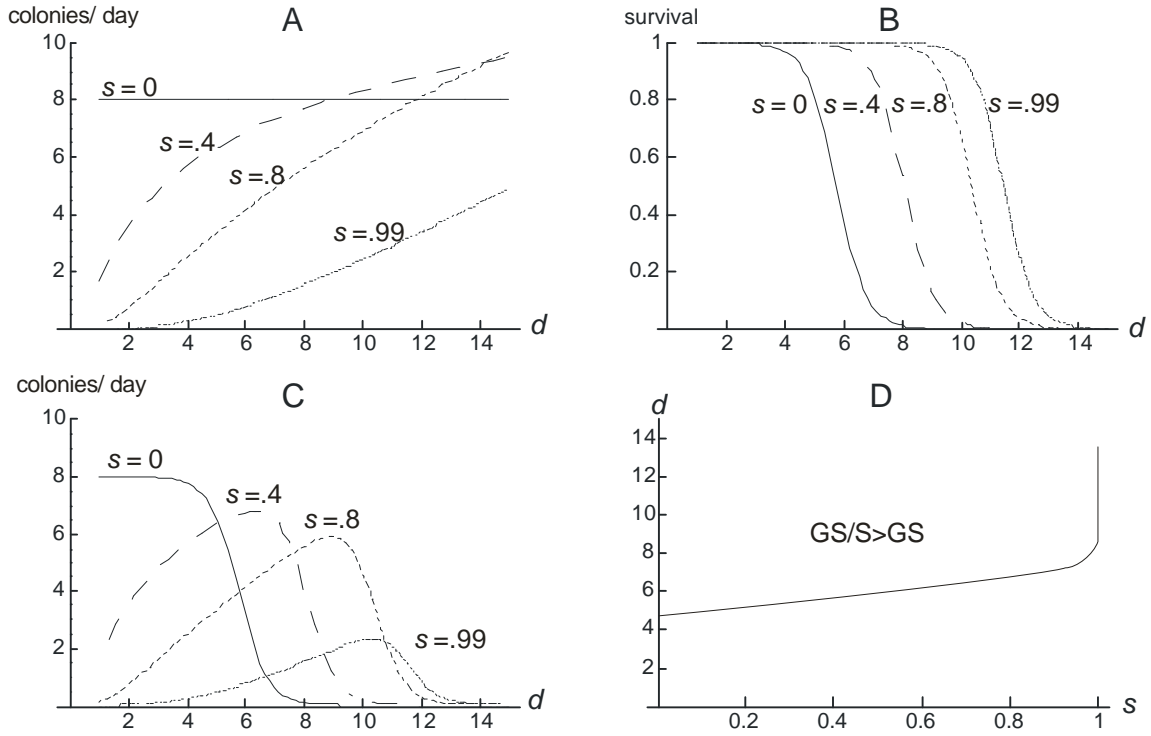 colonies/ day
A
10
8
6
4
2
s = 0
s =.4
s =.8
s =.99
2 4 6 8 10 12 14
d
survival
B
1
0.8
0.6
0.4
0.2
s = 0 s =.4 s =.8 s =.99
2 4 6 8 10 12 14
d
colonies/ day
C
10
8
6
4
2
s = 0
s =.4
s =.8
s =.99
2 4 6 8 10 12 14
d
D
d
14
12
10
8
6
4
2
GS/S>GS
0.2 0.4 0.6 0.8 1
s